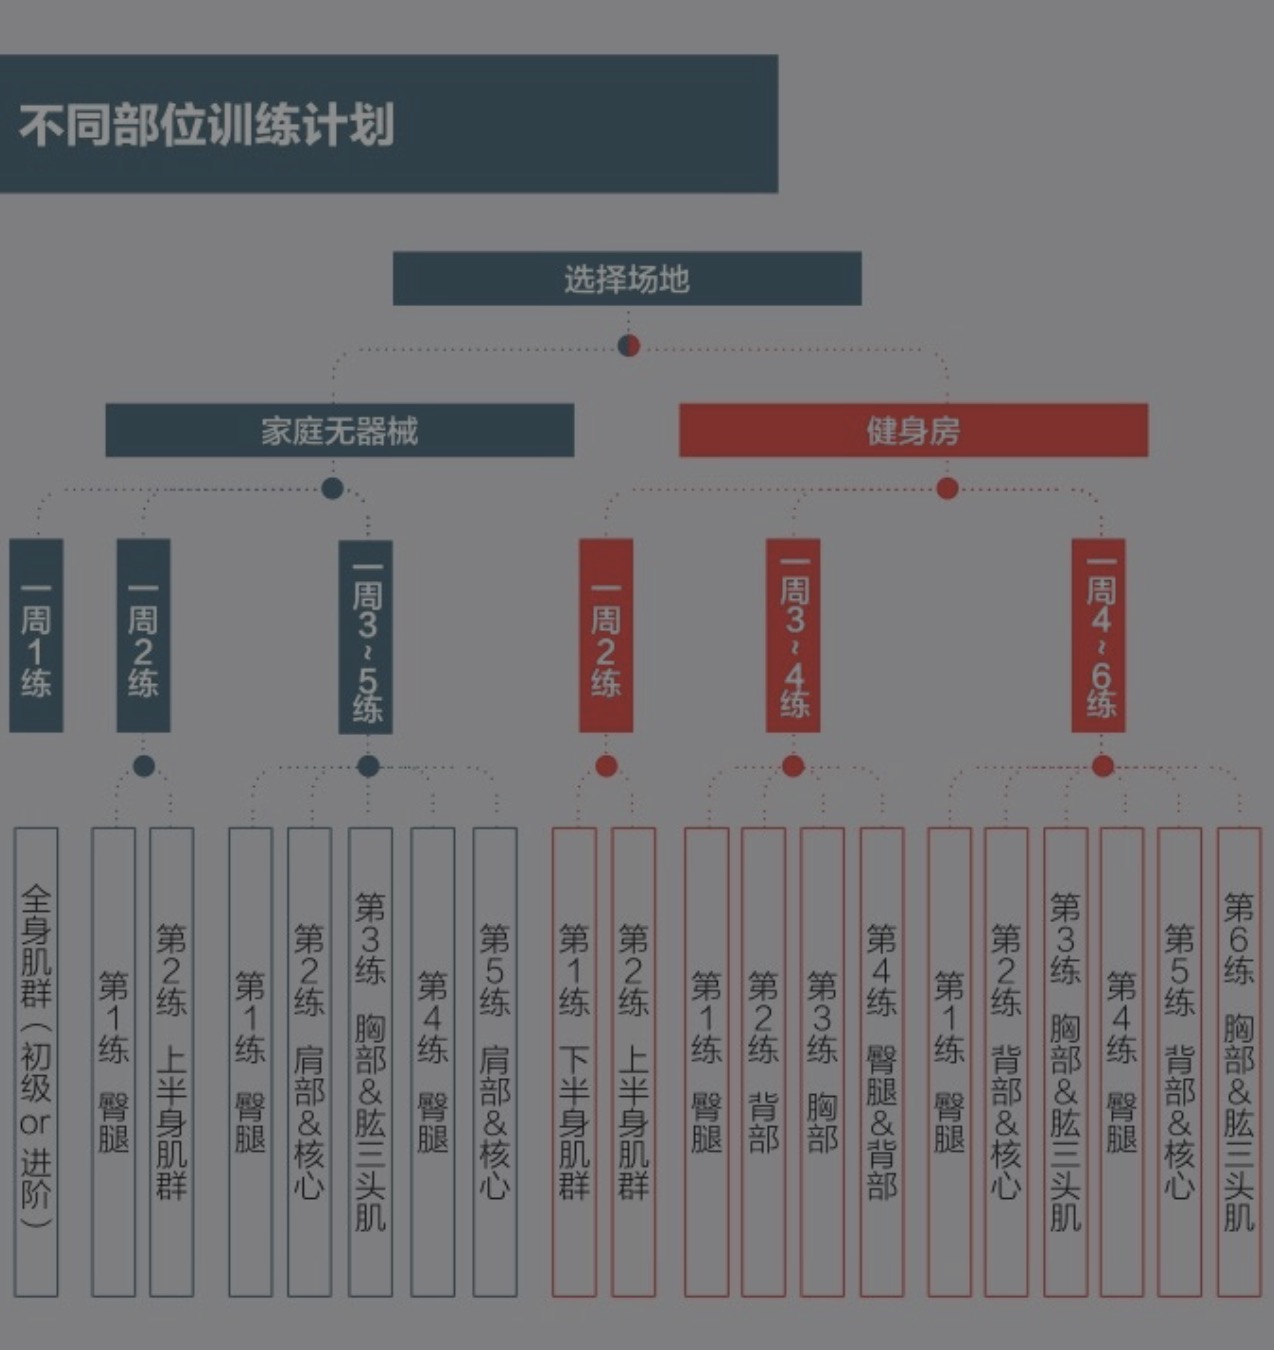 不同部位训练计划
选择场地
家庭无器械
健身房
一周1练
一周2练
一周3~5练
一周2练
一周3~4练
一周4~6练
全身肌群（初级or进阶）
第1练 臀腿
第2练 上半身肌群
第1练 臀腿
第2练 肩部&核心
第3练 胸部&肱三头肌
第4练 臀腿
第5练 肩部&核心
第1练 下半身肌群
第2练 上半身肌群
第1练 臀腿
第2练 背部
第3练 胸部
第4练 臀腿&背部
第1练 臀腿
第2练 背部&核心
第3练 胸部&肱三头肌
第4练 臀腿
第5练 背部&核心
第6练 胸部&肱三头肌